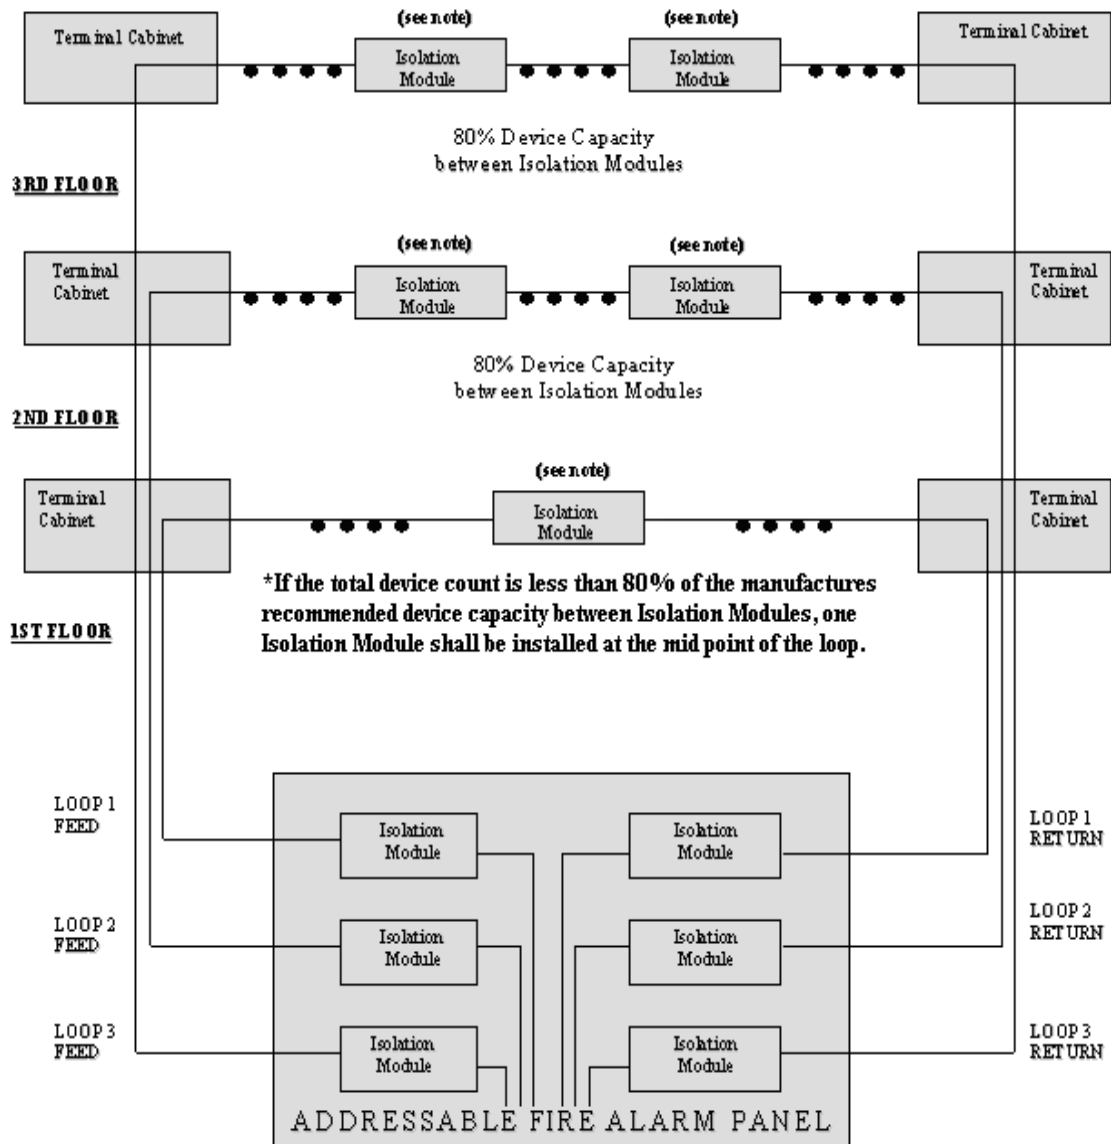 (see note)
(see note)
Terminal Cabinet
Isolation
Module
Isolation
Module
Terminal Cabinet
80% Device Capacity
between Isolation Modules
3RD FLOOR
(see note)
(see note)
Terminal
Cabinet
Isolation
Module
Isolation
Module
Terminal
Cabinet
80% Device Capacity
between Isolation Modules
2ND FLOOR
(see note)
Terminal
Cabinet
Isolation
Module
Terminal
Cabinet
*If the total device count is less than 80% of the manufactures
recommended device capacity between Isolation Modules, one
Isolation Module shall be installed at the mid point of the loop.
1ST FLOOR
LOOP 1
FEED
Isolation
Module
Isolation
Module
LOOP 1
RETURN
LOOP 2
FEED
Isolation
Module
Isolation
Module
LOOP 2
RETURN
LOOP 3
FEED
Isolation
Module
Isolation
Module
LOOP 3
RETURN
ADDRESSABLE FIRE ALARM PANEL